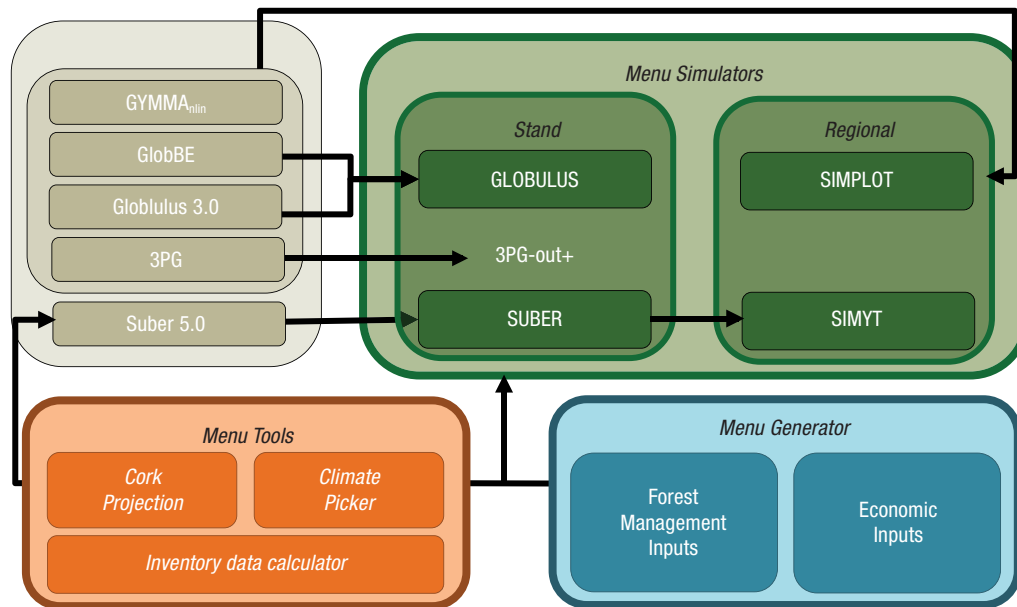 Menu Simulators
GYMMAnlin
GlobBE
Globlulus 3.0
3PG
Suber 5.0
Stand
GLOBULUS
3PG-out+
SUBER
Regional
SIMPLOT
SIMYT
Menu Tools
Cork
Projection
Climate
Picker
Inventory data calculator
Menu Generator
Forest
Management
Inputs
Economic
Inputs